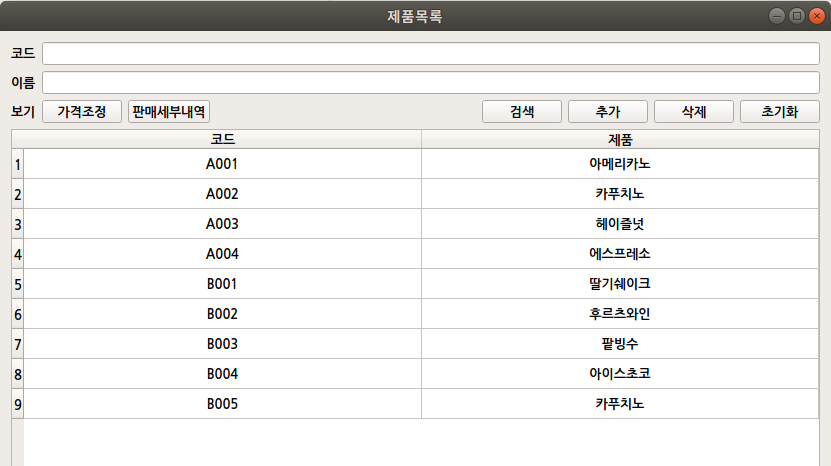 제품목록
코드
이름
보기 가격조정 판매세부내역 검색 추가 삭제 초기화
코드 제품
1 A001 아메리카노
2 A002 카푸치노
3 A003 헤이즐넛
4 A004 에스프레소
5 B001 딸기쉐이크
6 B002 후르츠와인
7 B003 팥빙수
8 B004 아이스초코
9 B005 카푸치노